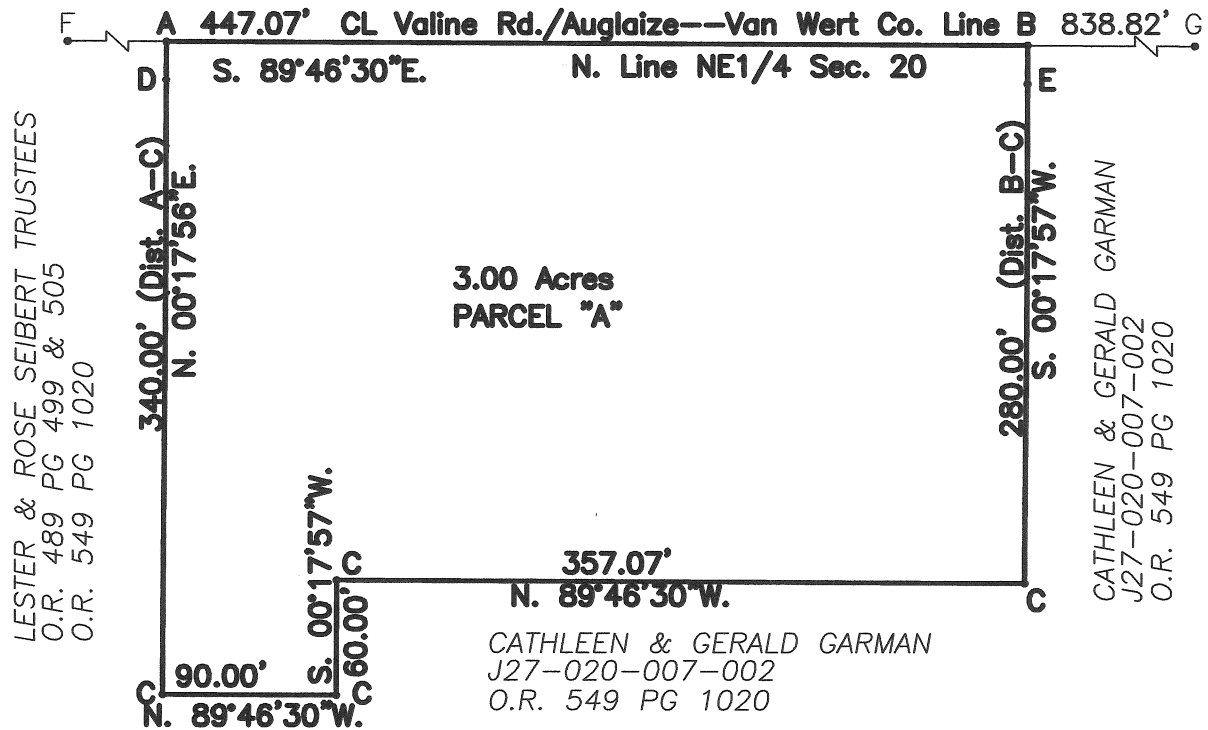 F
A 447.07' CL Valine Rd./Auglaize--Van Wert Co. Line B 838.82' G
D S. 89°46'30"E. N. Line NE1/4 Sec. 20 E
LESTER & ROSE SEIBERT TRUSTEES
O.R. 489 PG 499 & 505
O.R. 549 PG 1020
340.00' (Dist. A-C)
N. 00°17'56"E.
3.00 Acres
PARCEL "A"
280.00' (Dist. B-C)
S. 00°17'57"W.
CATHLEEN & GERALD GARMAN
J27-020-007-002
O.R. 549 PG 1020
S. 00°17'57"W.
60.00'
C
357.07'
N. 89°46'30"W.
C
CATHLEEN & GERALD GARMAN
J27-020-007-002
O.R. 549 PG 1020
C 90.00' C
N. 89°46'30"W.